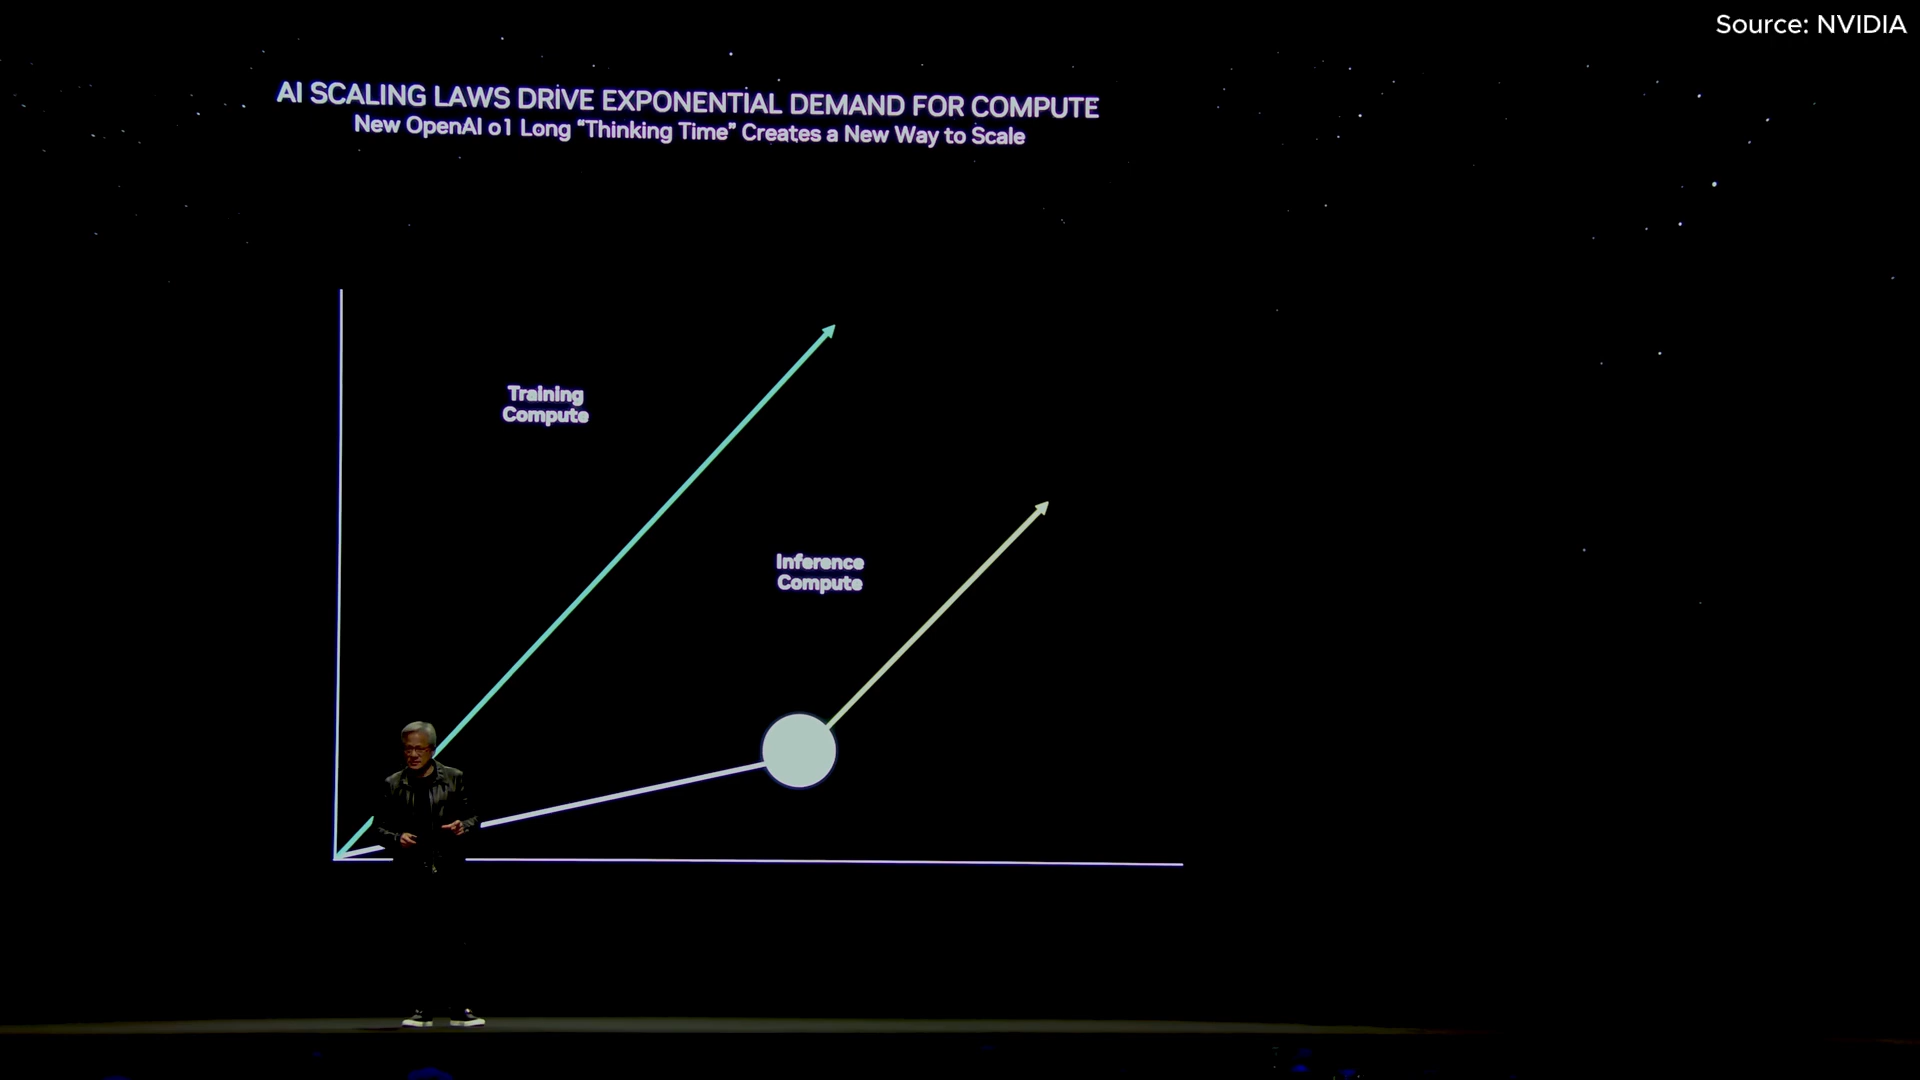 Source: NVIDIA
AI SCALING LAWS DRIVE EXPONENTIAL DEMAND FOR COMPUTE
New OpenAI o1 Long “Thinking Time” Creates a New Way to Scale
Training
Compute
Inference
Compute